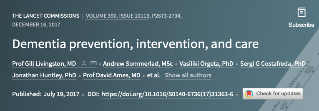 THE LANCET COMMISSIONS | VOLUME 390, ISSUE 10113, P2673-2734,
DECEMBER 16, 2017
Subscribe
Dementia prevention, intervention, and care
Prof Gill Livingston, MD • Andrew Sommerlad, MSc • Vasiliki Orgeta, PhD • Sergi G Costafreda, PhD •
Jonathan Huntley, PhD • Prof David Ames, MD • et al. Show all authors
Published: July 19, 2017 • DOI: https://doi.org/10.1016/S0140-6736(17)31363-6 • Check for updates